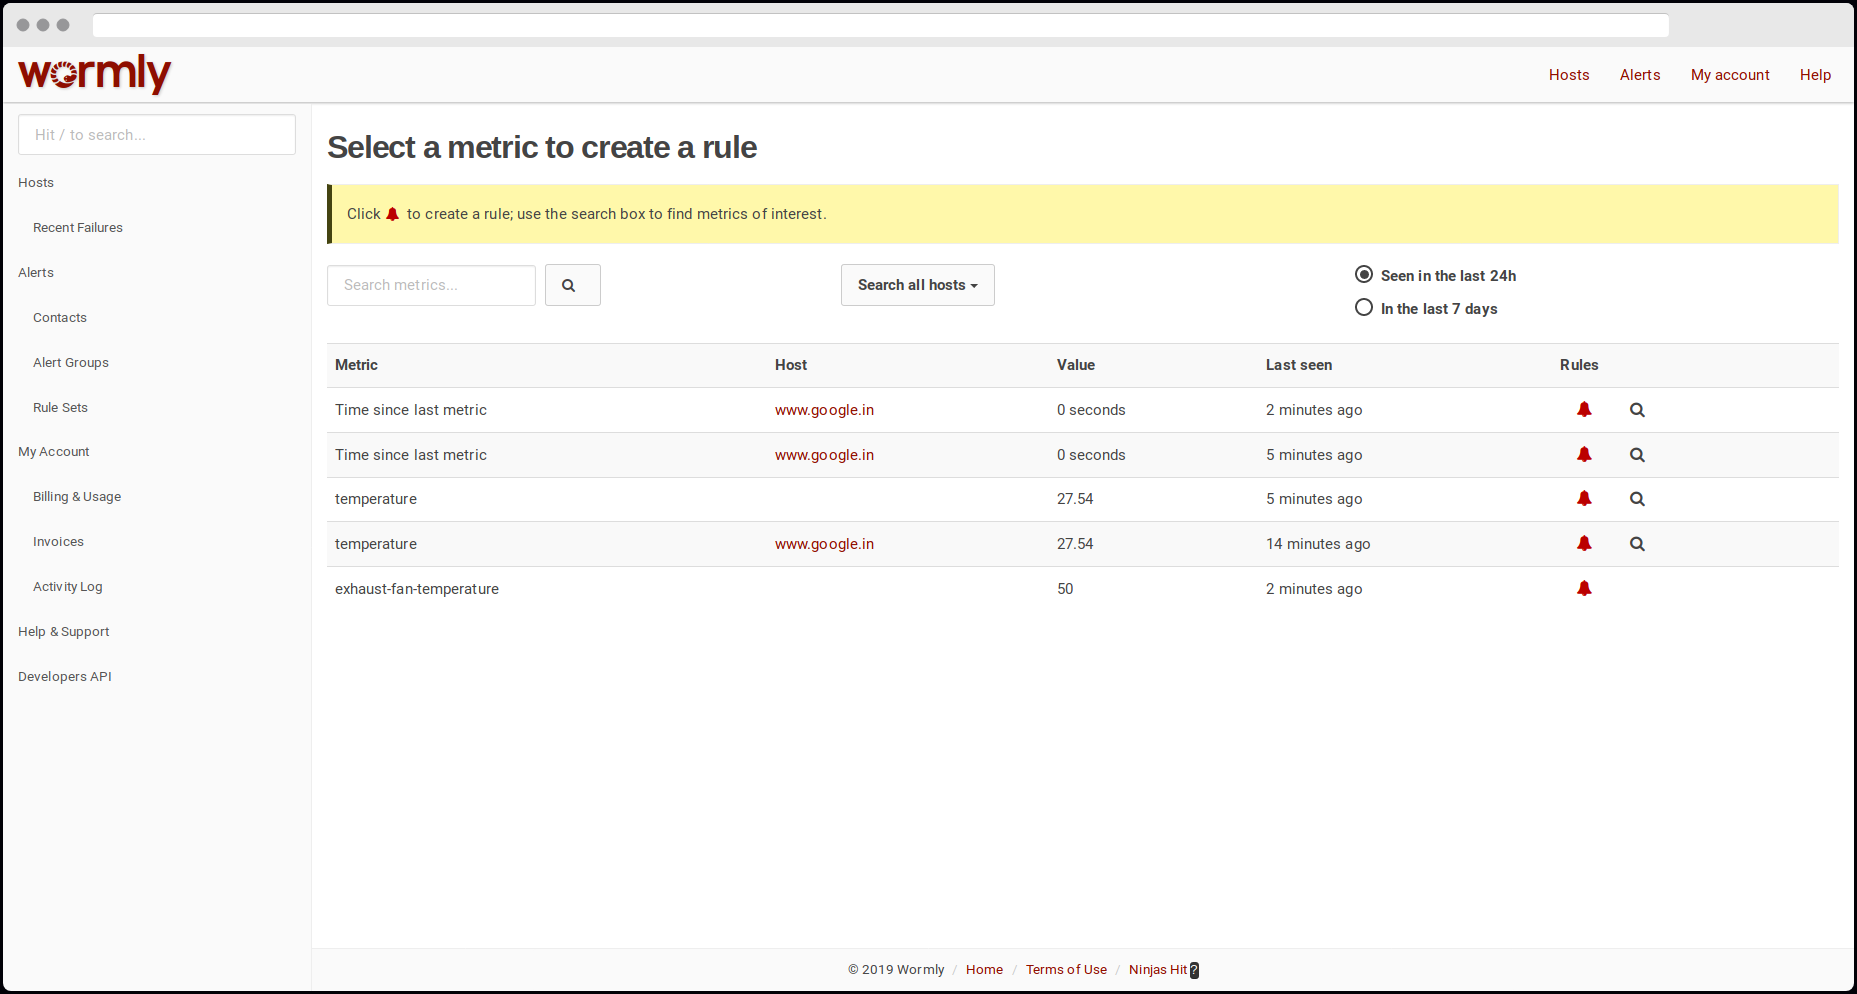 wormly
Hosts Alerts My account Help
Hit / to search...
Hosts
Recent Failures
Alerts
Contacts
Alert Groups
Rule Sets
My Account
Billing & Usage
Invoices
Activity Log
Help & Support
Developers API
Select a metric to create a rule
Click to create a rule; use the search box to find metrics of interest.
Search metrics...
Search all hosts
Seen in the last 24h
In the last 7 days
Metric Host Value Last seen Rules
Time since last metric www.google.in 0 seconds 2 minutes ago
Time since last metric www.google.in 0 seconds 5 minutes ago
temperature 27.54 5 minutes ago
temperature www.google.in 27.54 14 minutes ago
exhaust-fan-temperature 50 2 minutes ago
© 2019 Wormly / Home / Terms of Use / Ninjas Hit ?